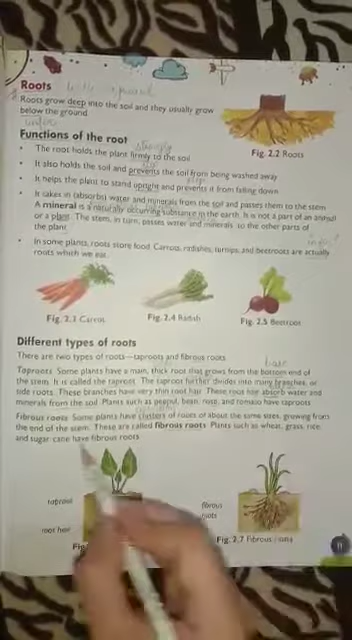 Roots
Roots grow deep into the soil and they usually grow
below the ground
Functions of the root
• The root holds the plant firmly to the soil
• It also holds the soil and prevents the soil from being washed away
• It helps the plant to stand upright and prevents it from falling down
• It takes in (absorbs) water and minerals from the soil and passes them to the stem
A mineral is a naturally occurring substance in the earth. It is not a part of an animal
or a plant. The stem, in turn, passes water and minerals to the other parts of
the plant
• In some plants, roots store food. Carrots, radishes, turnips, and beetroots are actually
roots which we eat.
Fig. 2.2 Roots
Fig. 2.3 Carrot
Fig. 2.4 Radish
Fig. 2.5 Beetroot
Different types of roots
There are two types of roots—taproots and fibrous roots
Taproots Some plants have a main, thick root that grows from the bottom end of
the stem. It is called the taproot. The taproot further divides into many branches, or
side roots. These branches have very thin root hair. These root hair absorb water and
minerals from the soil. Plants such as peepul, bean, rose, and tomato have taproots
Fibrous roots Some plants have clusters of roots of about the same sizes, growing from
the end of the stem. These are called fibrous roots. Plants such as wheat, grass, rice,
and sugar cane have fibrous roots
taproot
root hair
Fig
fibrous
roots
Fig. 2.7 Fibrous roots